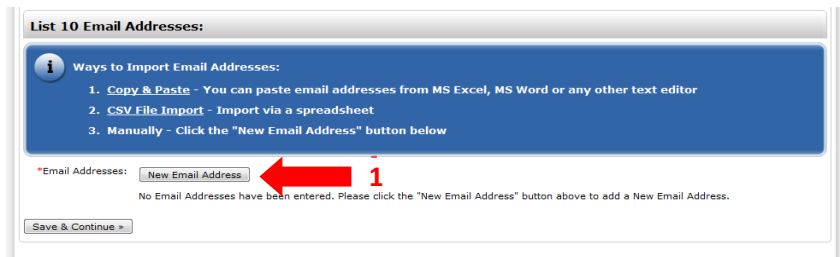 List 10 Email Addresses:
i
Ways to Import Email Addresses:
1. Copy & Paste - You can paste email addresses from MS Excel, MS Word or any other text editor
2. CSV File Import - Import via a spreadsheet
3. Manually - Click the "New Email Address" button below
*Email Addresses: New Email Address 1
No Email Addresses have been entered. Please click the "New Email Address" button above to add a New Email Address.
Save & Continue »